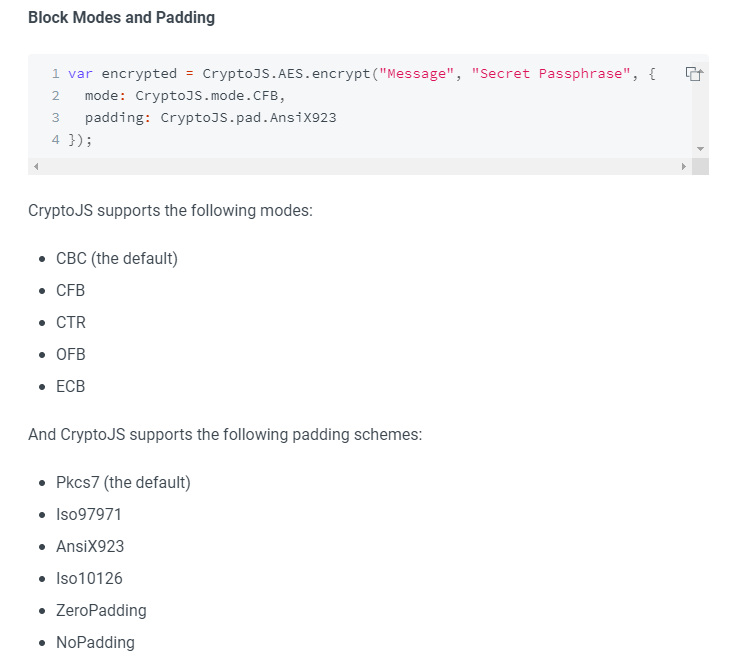 Block Modes and Padding
1 var encrypted = CryptoJS.AES.encrypt("Message", "Secret Passphrase", {
2   mode: CryptoJS.mode.CFB,
3   padding: CryptoJS.pad.AnsiX923
4 });
CryptoJS supports the following modes:
• CBC (the default)
• CFB
• CTR
• OFB
• ECB
And CryptoJS supports the following padding schemes:
• Pkcs7 (the default)
• Iso97971
• AnsiX923
• Iso10126
• ZeroPadding
• NoPadding